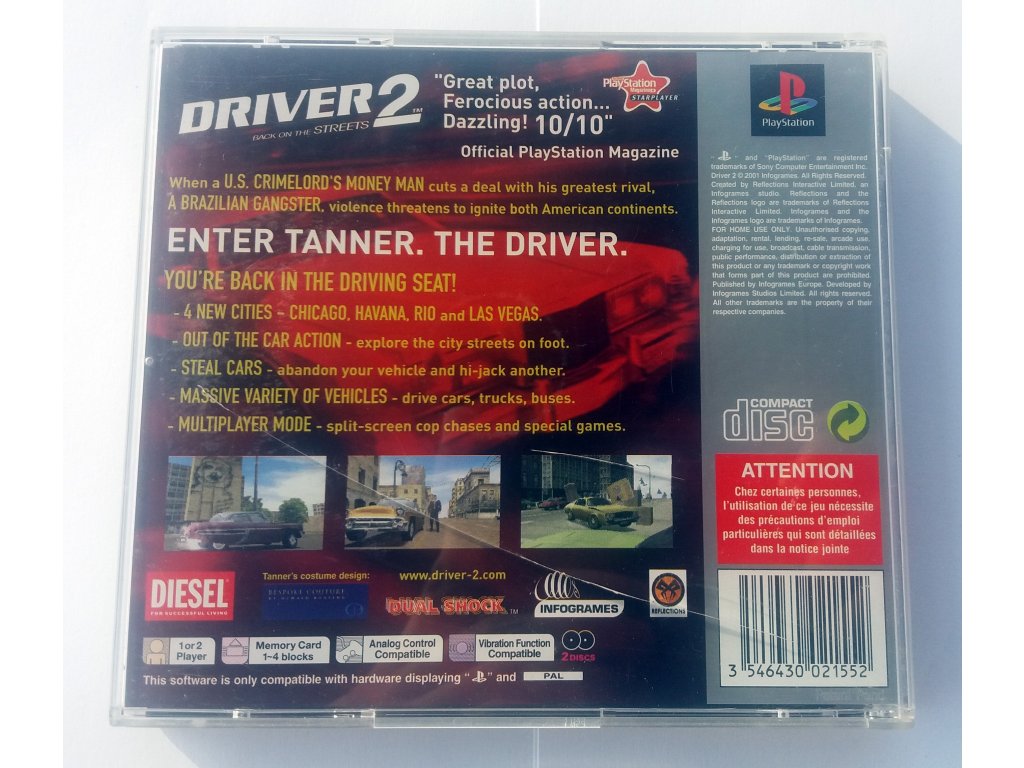 DRIVER 2™
BACK ON THE STREETS
"Great plot,
Ferocious action...
Dazzling! 10/10"
Official PlayStation Magazine
PlayStation
Magazine
STARPLAYER
When a U.S. CRIMELORD'S MONEY MAN cuts a deal with his greatest rival,
A BRAZILIAN GANGSTER, violence threatens to ignite both American continents.
ENTER TANNER. THE DRIVER.
YOU'RE BACK IN THE DRIVING SEAT!
- 4 NEW CITIES - CHICAGO, HAVANA, RIO and LAS VEGAS.
- OUT OF THE CAR ACTION - explore the city streets on foot.
- STEAL CARS - abandon your vehicle and hi-jack another.
- MASSIVE VARIETY OF VEHICLES - drive cars, trucks, buses.
- MULTIPLAYER MODE - split-screen cop chases and special games.
DIESEL
FOR SUCCESSFUL LIVING
Tanner's costume design:
BESPOKE COUTURE
www.driver-2.com
DUAL SHOCK™
INFOGRAMES
REFLECTIONS
1 or 2
Player
Memory Card
1~4 blocks
Analog Control
Compatible
Vibration Function
Compatible
2 DISCS
This software is only compatible with hardware displaying " " and PAL
PlayStation
" " and "PlayStation" are registered
trademarks of Sony Computer Entertainment Inc.
Driver 2 © 2001 Infogrames. All Rights Reserved.
Created by Reflections Interactive Limited, an
Infogrames studio. Reflections and the
Reflections logo are trademarks of Reflections
Interactive Limited. Infogrames and the
Infogrames logo are trademarks of Infogrames.
FOR HOME USE ONLY. Unauthorised copying,
adaptation, rental, lending, re-sale, arcade use,
charging for use, broadcast, cable transmission,
public performance, distribution or extraction of
this product or any trademark or copyright work
that forms part of this product are prohibited.
Published by Infogrames Europe. Developed by
Infogrames Studios Limited. All rights reserved.
All other trademarks are the property of their
respective companies.
COMPACT
disc
ATTENTION
Chez certaines personnes,
l'utilisation de ce jeu nécessite
des précautions d'emploi
particulières qui sont détaillées
dans la notice jointe
3 546430 021552